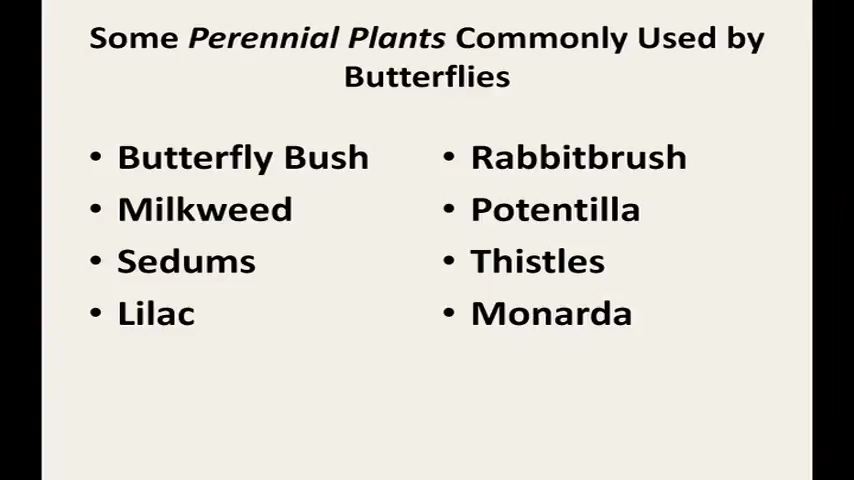 Some Perennial Plants Commonly Used by
Butterflies
• Butterfly Bush
• Milkweed
• Sedums
• Lilac
• Rabbitbrush
• Potentilla
• Thistles
• Monarda